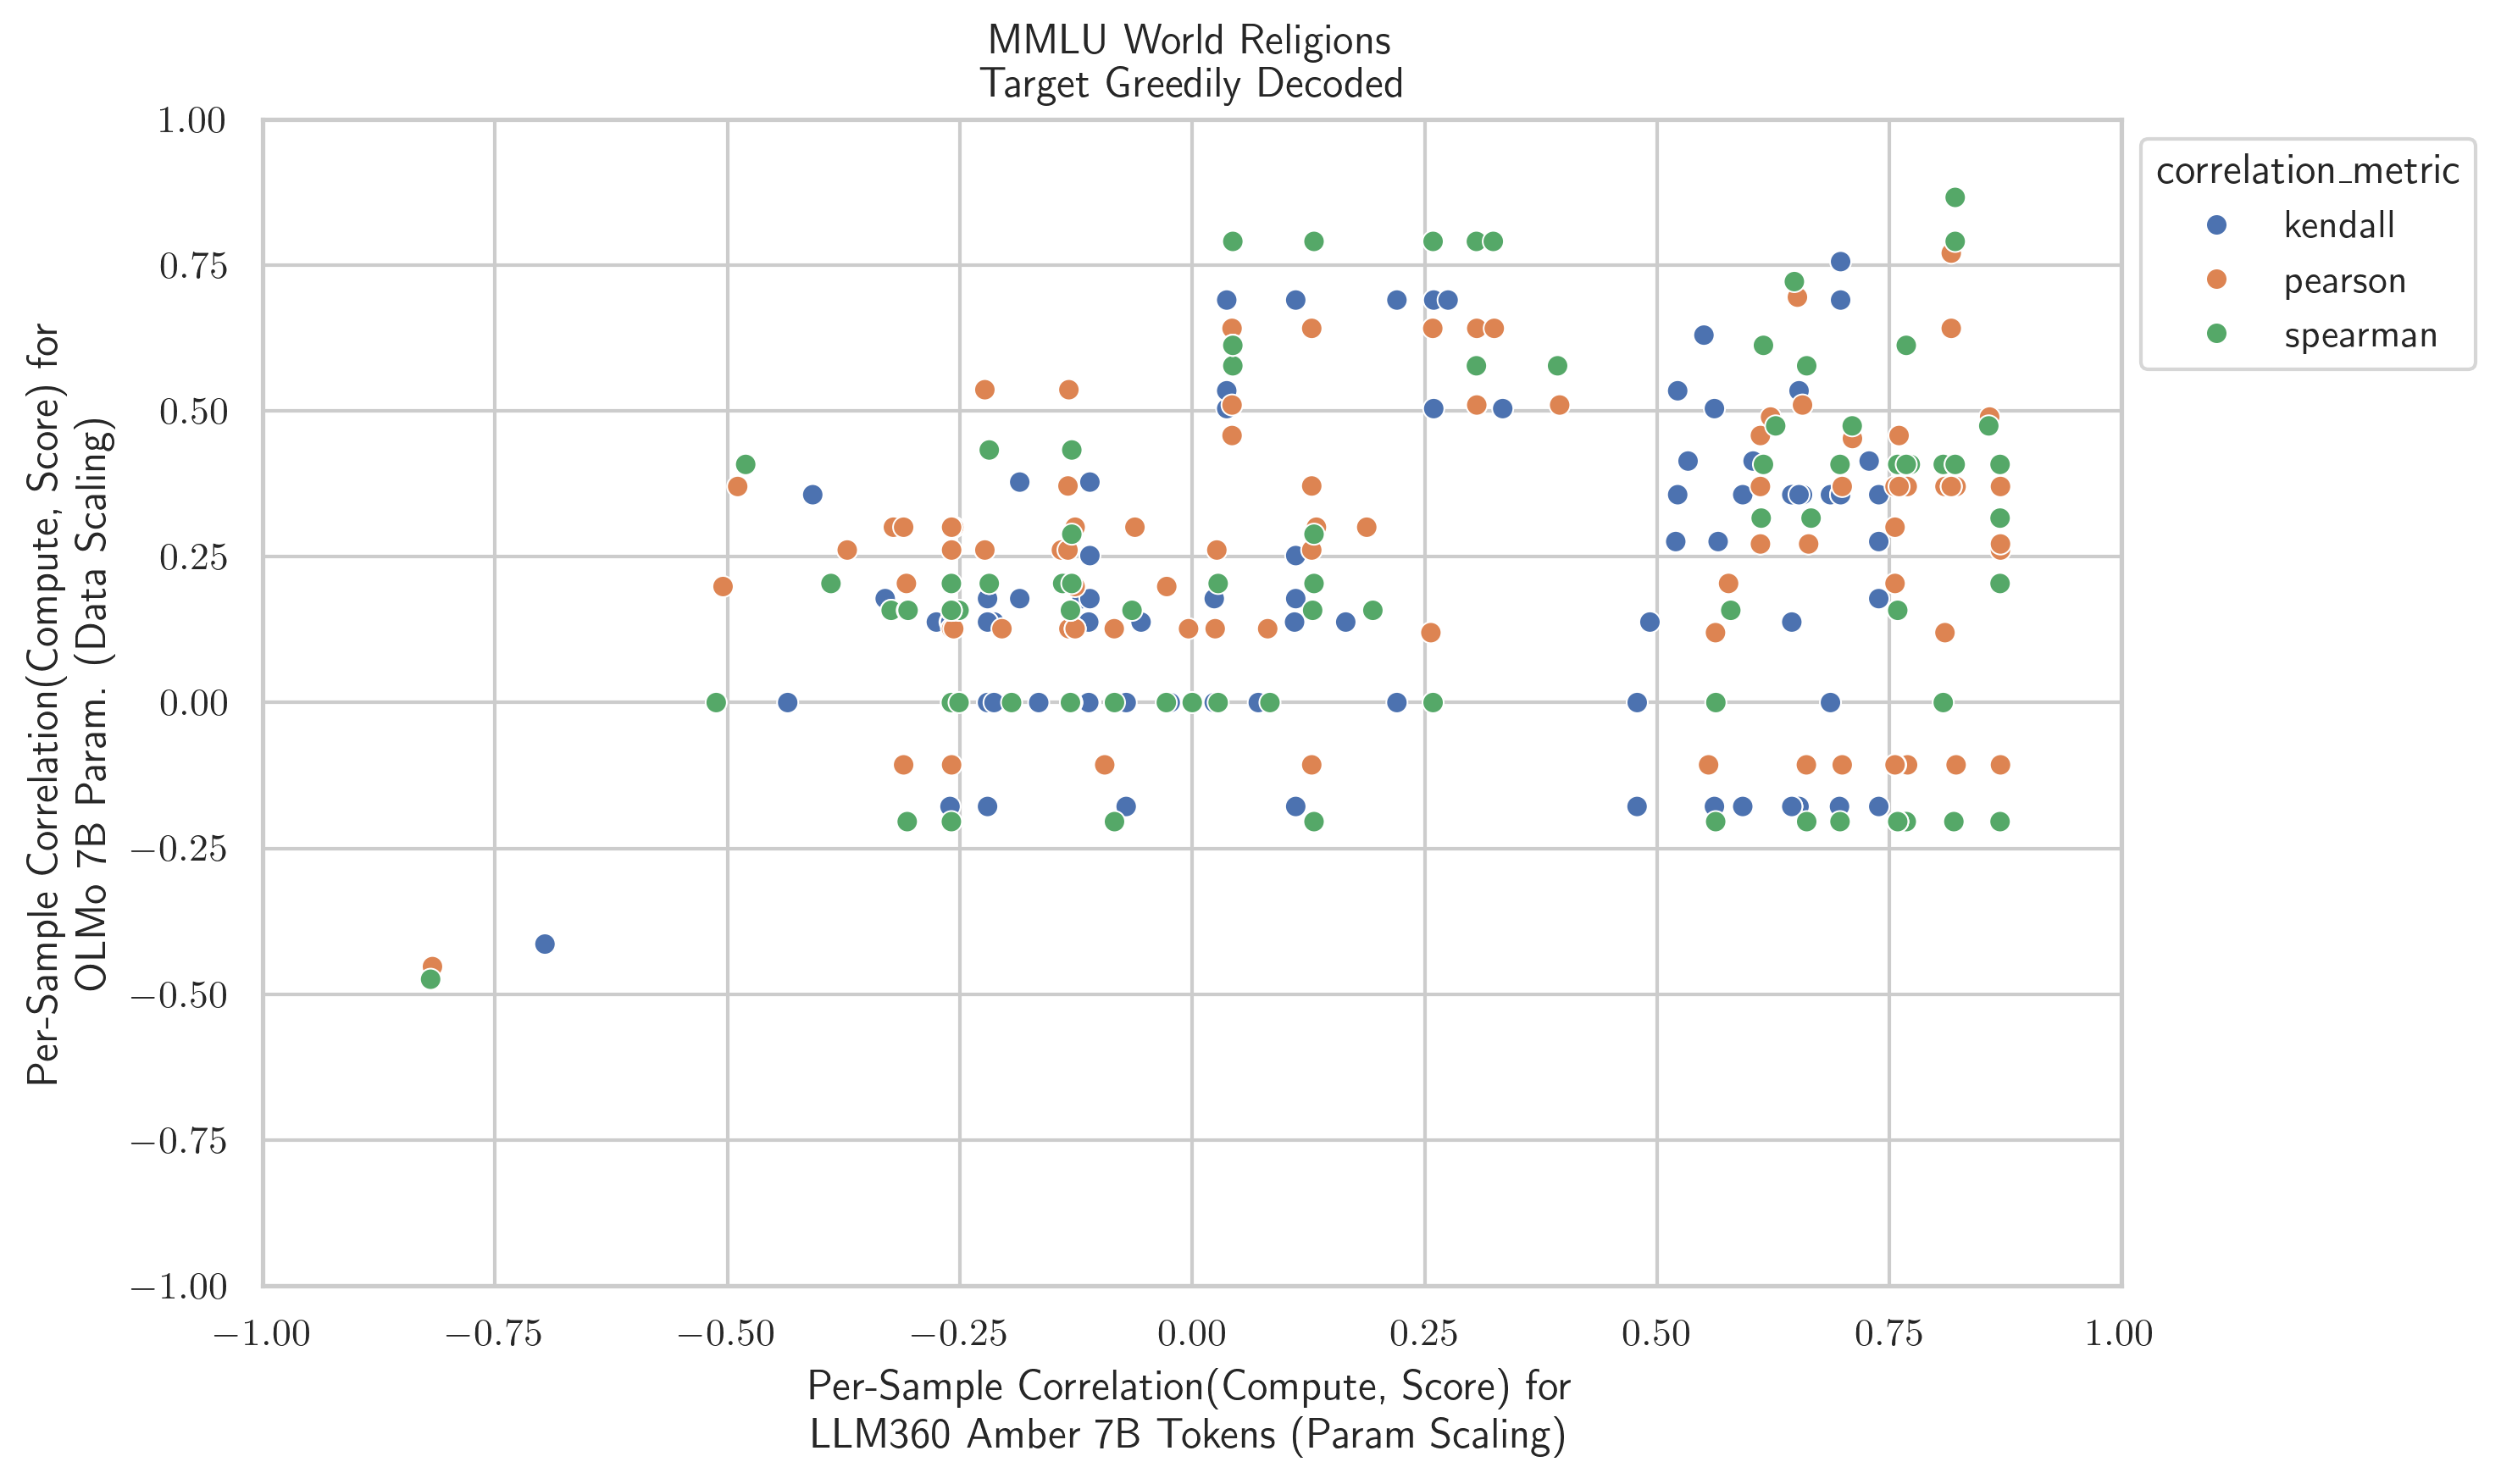 MMLU World Religions
Target Greedily Decoded
1.00
0.75
0.50
0.25
0.00
−0.25
−0.50
−0.75
−1.00
Per-Sample Correlation(Compute, Score) for
OLMo 7B Param. (Data Scaling)
correlation_metric
kendall
pearson
spearman
−1.00 −0.75 −0.50 −0.25 0.00 0.25 0.50 0.75 1.00
Per-Sample Correlation(Compute, Score) for
LLM360 Amber 7B Tokens (Param Scaling)